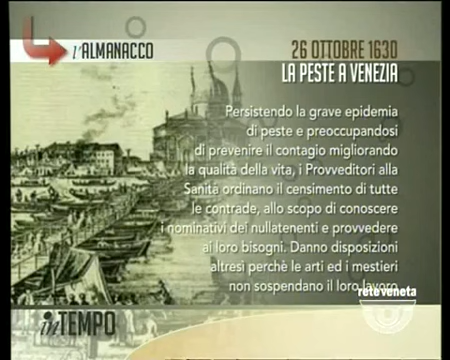 l'ALMANACCO
26 OTTOBRE 1630
LA PESTE A VENEZIA
Persistendo la grave epidemia
di peste e preoccupandosi
di prevenire il contagio migliorando
la qualità della vita, i Provveditori alla
Sanità ordinano il censimento di tutte
le contrade, allo scopo di conoscere
i nominativi dei nullatenenti e provvedere
ai loro bisogni. Danno disposizioni
altresì perchè le arti ed i mestieri
non sospendano il loro lavoro
reteveneta
inTEMPO